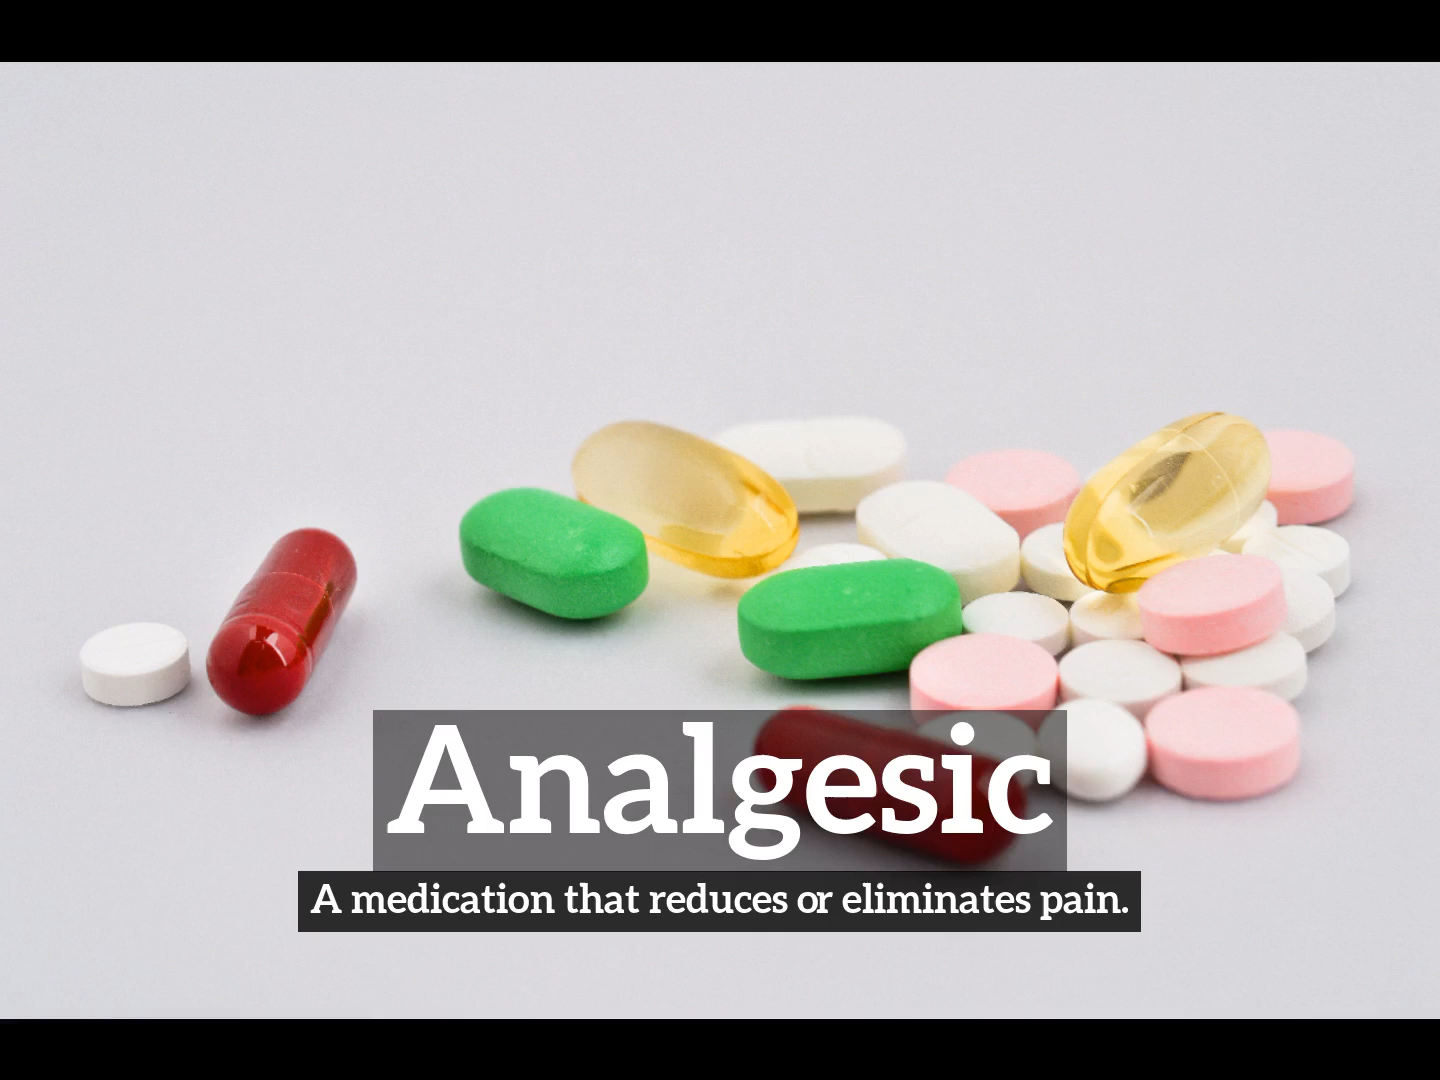 Analgesic
A medication that reduces or eliminates pain.